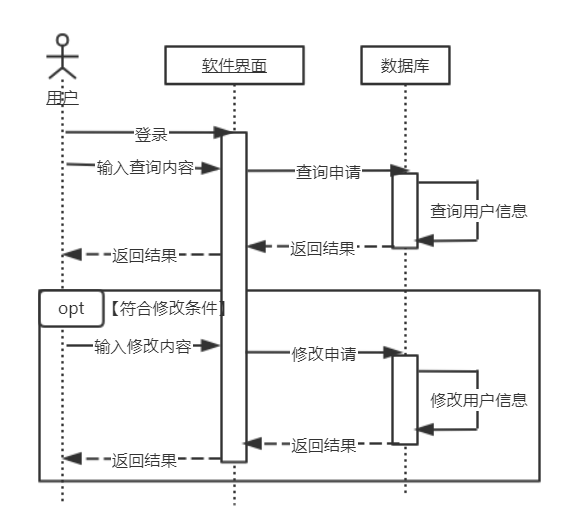 软件界面
数据库
用户
登录
输入查询内容
查询申请
查询用户信息
返回结果
返回结果
opt
【符合修改条件】
输入修改内容
修改申请
修改用户信息
返回结果
返回结果